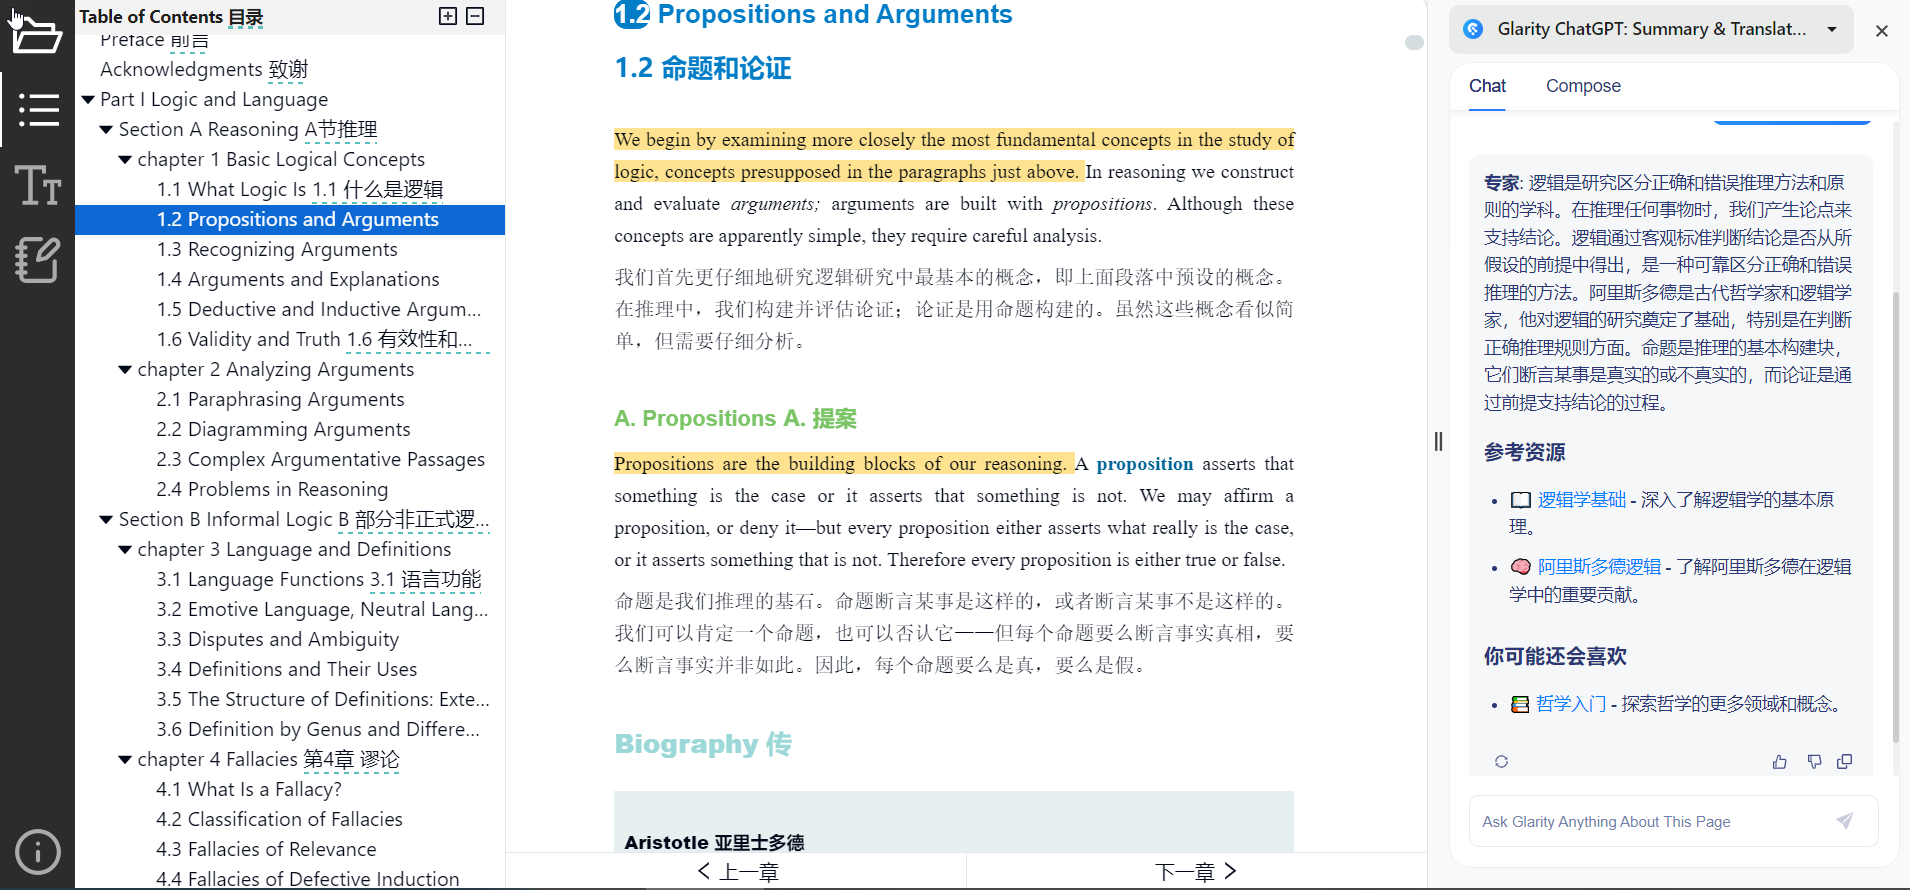 Table of Contents 目录
Preface 前言
Acknowledgments 致谢
Part I Logic and Language
Section A Reasoning A节推理
chapter 1 Basic Logical Concepts
1.1 What Logic Is 1.1 什么是逻辑
1.2 Propositions and Arguments
1.3 Recognizing Arguments
1.4 Arguments and Explanations
1.5 Deductive and Inductive Argum...
1.6 Validity and Truth 1.6 有效性和...
chapter 2 Analyzing Arguments
2.1 Paraphrasing Arguments
2.2 Diagramming Arguments
2.3 Complex Argumentative Passages
2.4 Problems in Reasoning
Section B Informal Logic B 部分非正式逻...
chapter 3 Language and Definitions
3.1 Language Functions 3.1 语言功能
3.2 Emotive Language, Neutral Lang...
3.3 Disputes and Ambiguity
3.4 Definitions and Their Uses
3.5 The Structure of Definitions: Exte...
3.6 Definition by Genus and Differe...
chapter 4 Fallacies 第4章 谬论
4.1 What Is a Fallacy?
4.2 Classification of Fallacies
4.3 Fallacies of Relevance
4.4 Fallacies of Defective Induction
1.2 Propositions and Arguments
1.2 命题和论证
We begin by examining more closely the most fundamental concepts in the study of
logic, concepts presupposed in the paragraphs just above. In reasoning we construct
and evaluate arguments; arguments are built with propositions. Although these
concepts are apparently simple, they require careful analysis.
我们首先更仔细地研究逻辑研究中最基本的概念，即上面段落中预设的概念。
在推理中，我们构建并评估论证；论证是用命题构建的。虽然这些概念看似简
单，但需要仔细分析。
A. Propositions A. 提案
Propositions are the building blocks of our reasoning. A proposition asserts that
something is the case or it asserts that something is not. We may affirm a
proposition, or deny it—but every proposition either asserts what really is the case,
or it asserts something that is not. Therefore every proposition is either true or false.
命题是我们推理的基石。命题断言某事是这样的，或者断言某事不是这样的。
我们可以肯定一个命题，也可以否认它——但每个命题要么断言事实真相，要
么断言事实并非如此。因此，每个命题要么是真，要么是假。
Biography 传
Aristotle 亚里士多德
上一章
下一章
Glarity ChatGPT: Summary & Translat...
Chat
Compose
专家: 逻辑是研究区分正确和错误推理方法和原
则的学科。在推理任何事物时，我们产生论点来
支持结论。逻辑通过客观标准判断结论是否从所
假设的前提中得出，是一种可靠区分正确和错误
推理的方法。阿里斯多德是古代哲学家和逻辑学
家，他对逻辑的研究奠定了基础，特别是在判断
正确推理规则方面。命题是推理的基本构建块，
它们断言某事是真实的或不真实的，而论证是通
过前提支持结论的过程。
参考资源
逻辑学基础 - 深入了解逻辑学的基本原
理。
阿里斯多德逻辑 - 了解阿里斯多德在逻辑
学中的重要贡献。
你可能还会喜欢
哲学入门 - 探索哲学的更多领域和概念。
Ask Glarity Anything About This Page